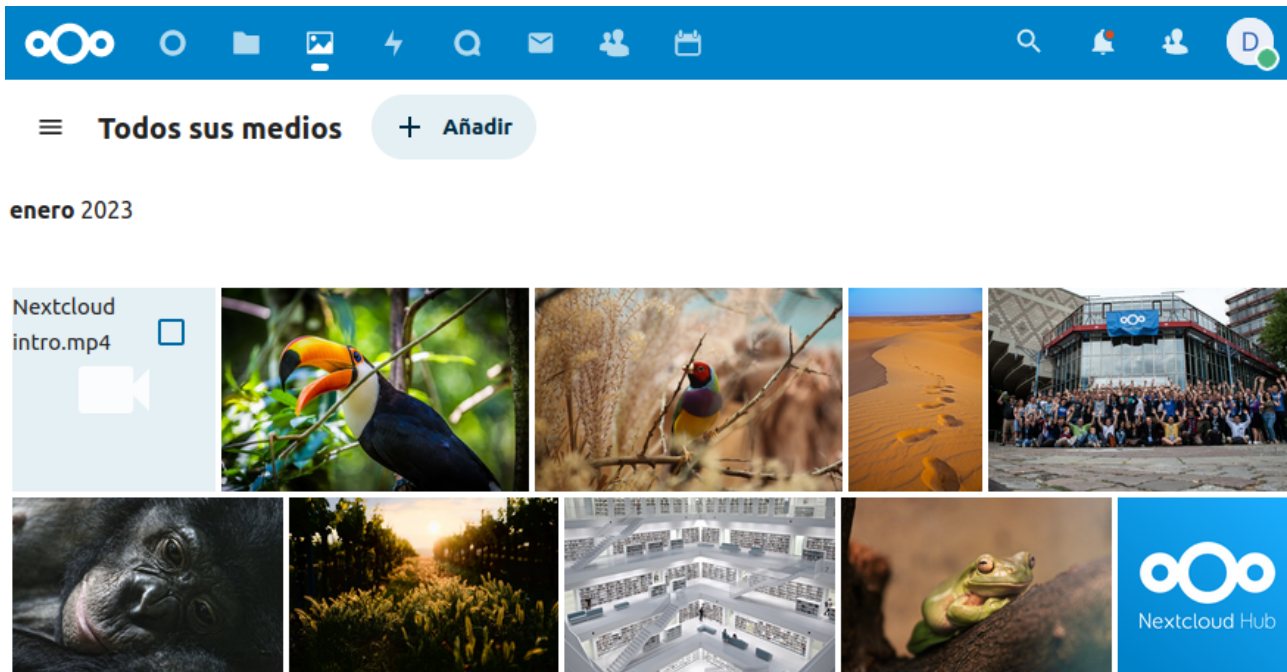 D
Todos sus medios
+ Añadir
enero 2023
Nextcloud
intro.mp4
Nextcloud Hub